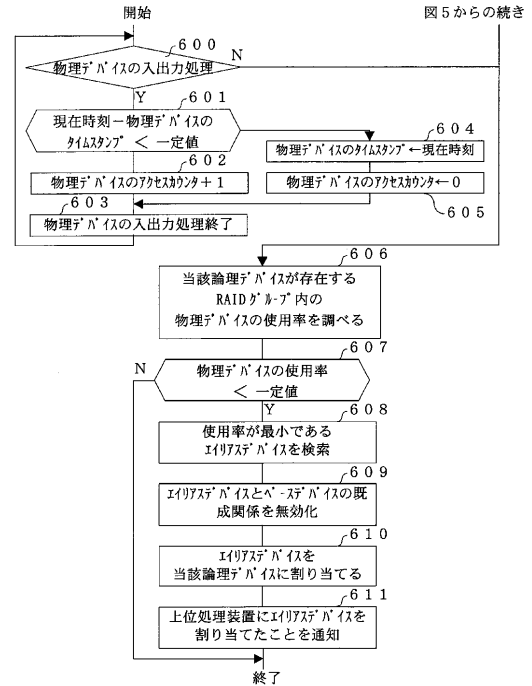 開始
図5からの続き
600
物理ﾃﾞﾊﾞｲｽの入出力処理
N
Y
601
現在時刻－物理ﾃﾞﾊﾞｲｽの
ﾀｲﾑｽﾀﾝﾌﾟ ＜ 一定値
604
物理ﾃﾞﾊﾞｲｽのﾀｲﾑｽﾀﾝﾌﾟ←現在時刻
602
物理ﾃﾞﾊﾞｲｽのｱｸｾｽｶｳﾝﾀ＋1
物理ﾃﾞﾊﾞｲｽのｱｸｾｽｶｳﾝﾀ←0
605
603
物理ﾃﾞﾊﾞｲｽの入出力処理終了
606
当該論理ﾃﾞﾊﾞｲｽが存在する
RAIDｸﾞﾙｰﾌﾟ内の
物理ﾃﾞﾊﾞｲｽの使用率を調べる
607
N
物理ﾃﾞﾊﾞｲｽの使用率
＜ 一定値
Y
608
使用率が最小である
ｴｲﾘｱｽﾃﾞﾊﾞｲｽを検索
609
ｴｲﾘｱｽﾃﾞﾊﾞｲｽとﾍﾞｰｽﾃﾞﾊﾞｲｽの既
成関係を無効化
610
ｴｲﾘｱｽﾃﾞﾊﾞｲｽを
当該論理ﾃﾞﾊﾞｲｽに割り当てる
611
上位処理装置にｴｲﾘｱｽﾃﾞﾊﾞｲｽを
割り当てたことを通知
終了